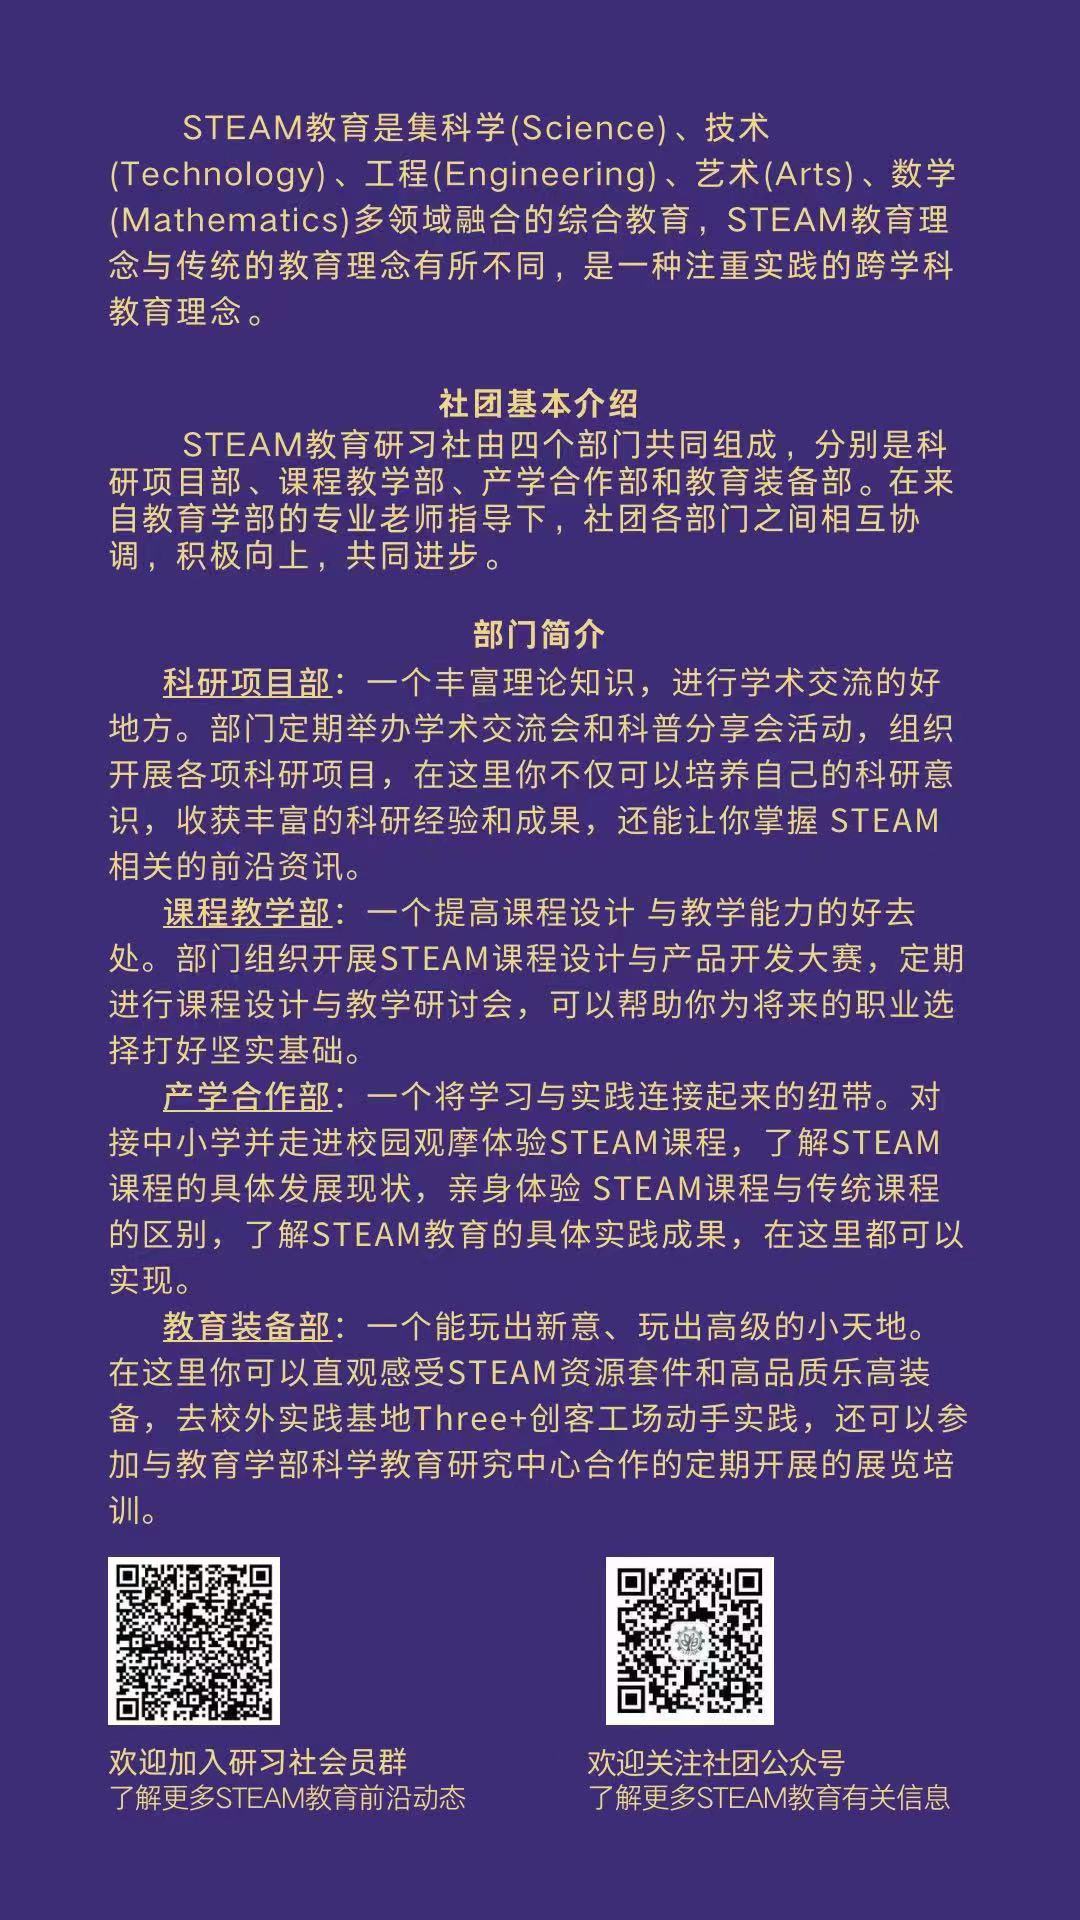 STEAM教育是集科学(Science)、技术
(Technology)、工程(Engineering)、艺术(Arts)、数学
(Mathematics)多领域融合的综合教育，STEAM教育理
念与传统的教育理念有所不同，是一种注重实践的跨学科
教育理念。
社团基本介绍
STEAM教育研习社由四个部门共同组成，分别是科
研项目部、课程教学部、产学合作部和教育装备部。在来
自教育学部的专业老师指导下，社团各部门之间相互协
调，积极向上，共同进步。
部门简介
科研项目部：一个丰富理论知识，进行学术交流的好
地方。部门定期举办学术交流会和科普分享会活动，组织
开展各项科研项目，在这里你不仅可以培养自己的科研意
识，收获丰富的科研经验和成果，还能让你掌握 STEAM
相关的前沿资讯。
课程教学部：一个提高课程设计 与教学能力的好去
处。部门组织开展STEAM课程设计与产品开发大赛，定期
进行课程设计与教学研讨会，可以帮助你为将来的职业选
择打好坚实基础。
产学合作部：一个将学习与实践连接起来的纽带。对
接中小学并走进校园观摩体验STEAM课程，了解STEAM
课程的具体发展现状，亲身体验 STEAM课程与传统课程
的区别，了解STEAM教育的具体实践成果，在这里都可以
实现。
教育装备部：一个能玩出新意、玩出高级的小天地。
在这里你可以直观感受STEAM资源套件和高品质乐高装
备，去校外实践基地Three+创客工场动手实践，还可以参
加与教育学部科学教育研究中心合作的定期开展的展览培
训。
欢迎加入研习社会员群
了解更多STEAM教育前沿动态
欢迎关注社团公众号
了解更多STEAM教育有关信息